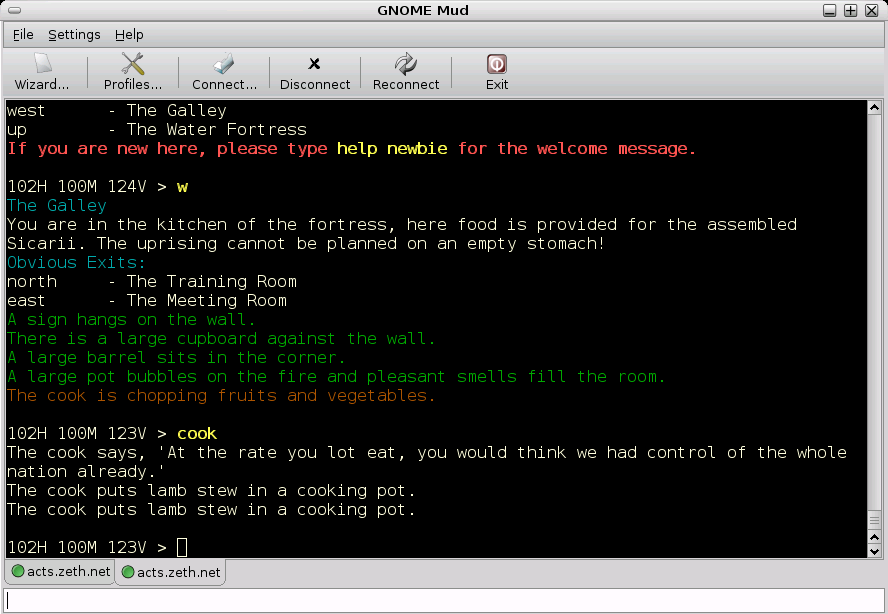 GNOME Mud
File Settings Help
Wizard... Profiles... Connect... Disconnect Reconnect Exit
west - The Galley
up - The Water Fortress
If you are new here, please type help newbie for the welcome message.
102H 100M 124V > w
The Galley
You are in the kitchen of the fortress, here food is provided for the assembled
Sicarii. The uprising cannot be planned on an empty stomach!
Obvious Exits:
north - The Training Room
east - The Meeting Room
A sign hangs on the wall.
There is a large cupboard against the wall.
A large barrel sits in the corner.
A large pot bubbles on the fire and pleasant smells fill the room.
The cook is chopping fruits and vegetables.
102H 100M 123V > cook
The cook says, 'At the rate you lot eat, you would think we had control of the whole
nation already.'
The cook puts lamb stew in a cooking pot.
The cook puts lamb stew in a cooking pot.
102H 100M 123V >
acts.zeth.net acts.zeth.net